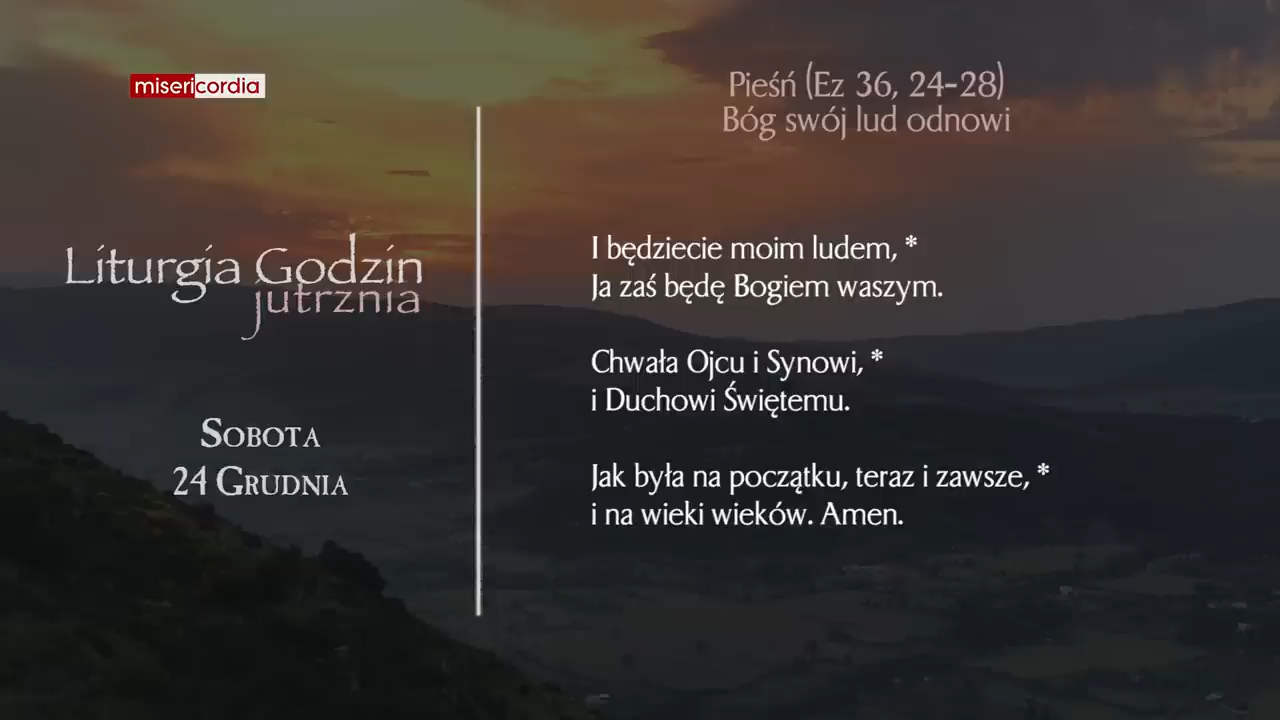 misericordia
Liturgia Godzin
jutrznia
Sobota
24 Grudnia
Pieśń (Ez 36, 24-28)
Bóg swój lud odnowi
I będziecie moim ludem, *
Ja zaś będę Bogiem waszym.
Chwała Ojcu i Synowi, *
i Duchowi Świętemu.
Jak była na początku, teraz i zawsze, *
i na wieki wieków. Amen.